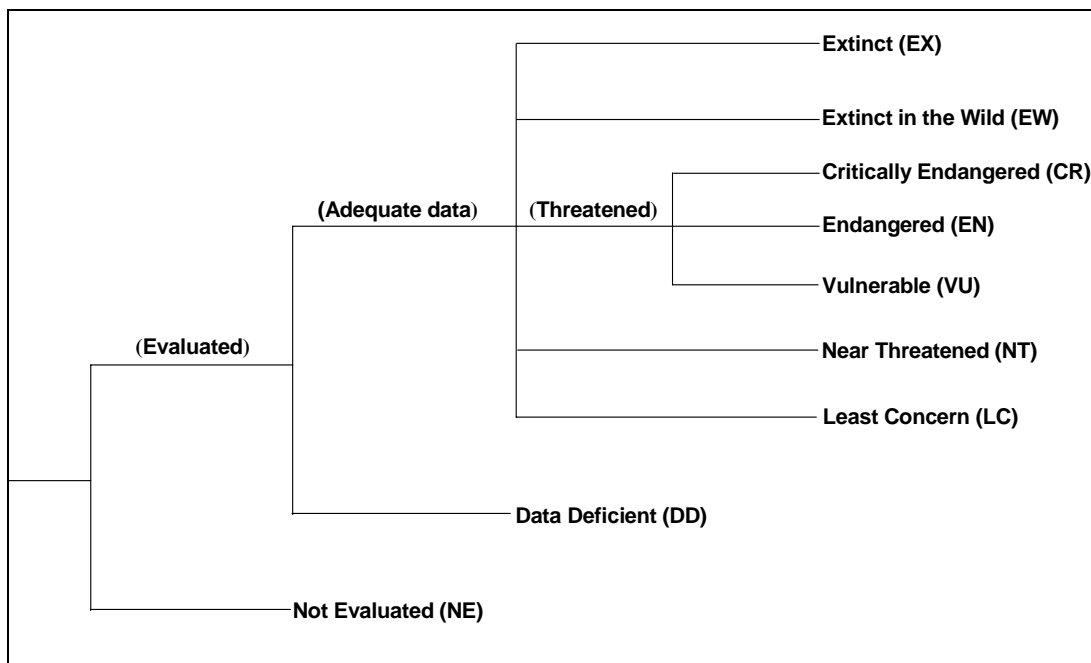 Extinct (EX)
Extinct in the Wild (EW)
Critically Endangered (CR)
(Adequate data)
(Threatened)
Endangered (EN)
Vulnerable (VU)
(Evaluated)
Near Threatened (NT)
Least Concern (LC)
Data Deficient (DD)
Not Evaluated (NE)